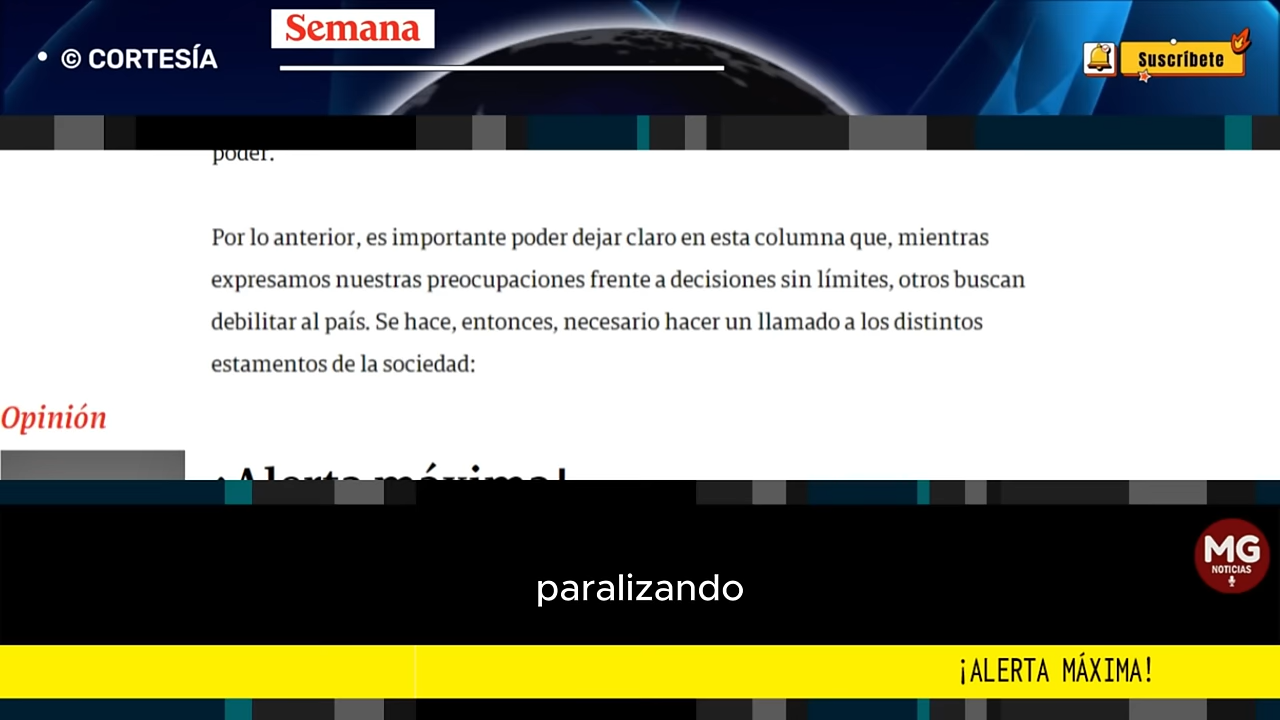 Semana
• © CORTESÍA
Suscríbete
poder.
Por lo anterior, es importante poder dejar claro en esta columna que, mientras
expresamos nuestras preocupaciones frente a decisiones sin límites, otros buscan
debilitar al país. Se hace, entonces, necesario hacer un llamado a los distintos
estamentos de la sociedad:
Opinión
¡Alerta máxima!
MG
NOTICIAS
paralizando
¡ALERTA MÁXIMA!